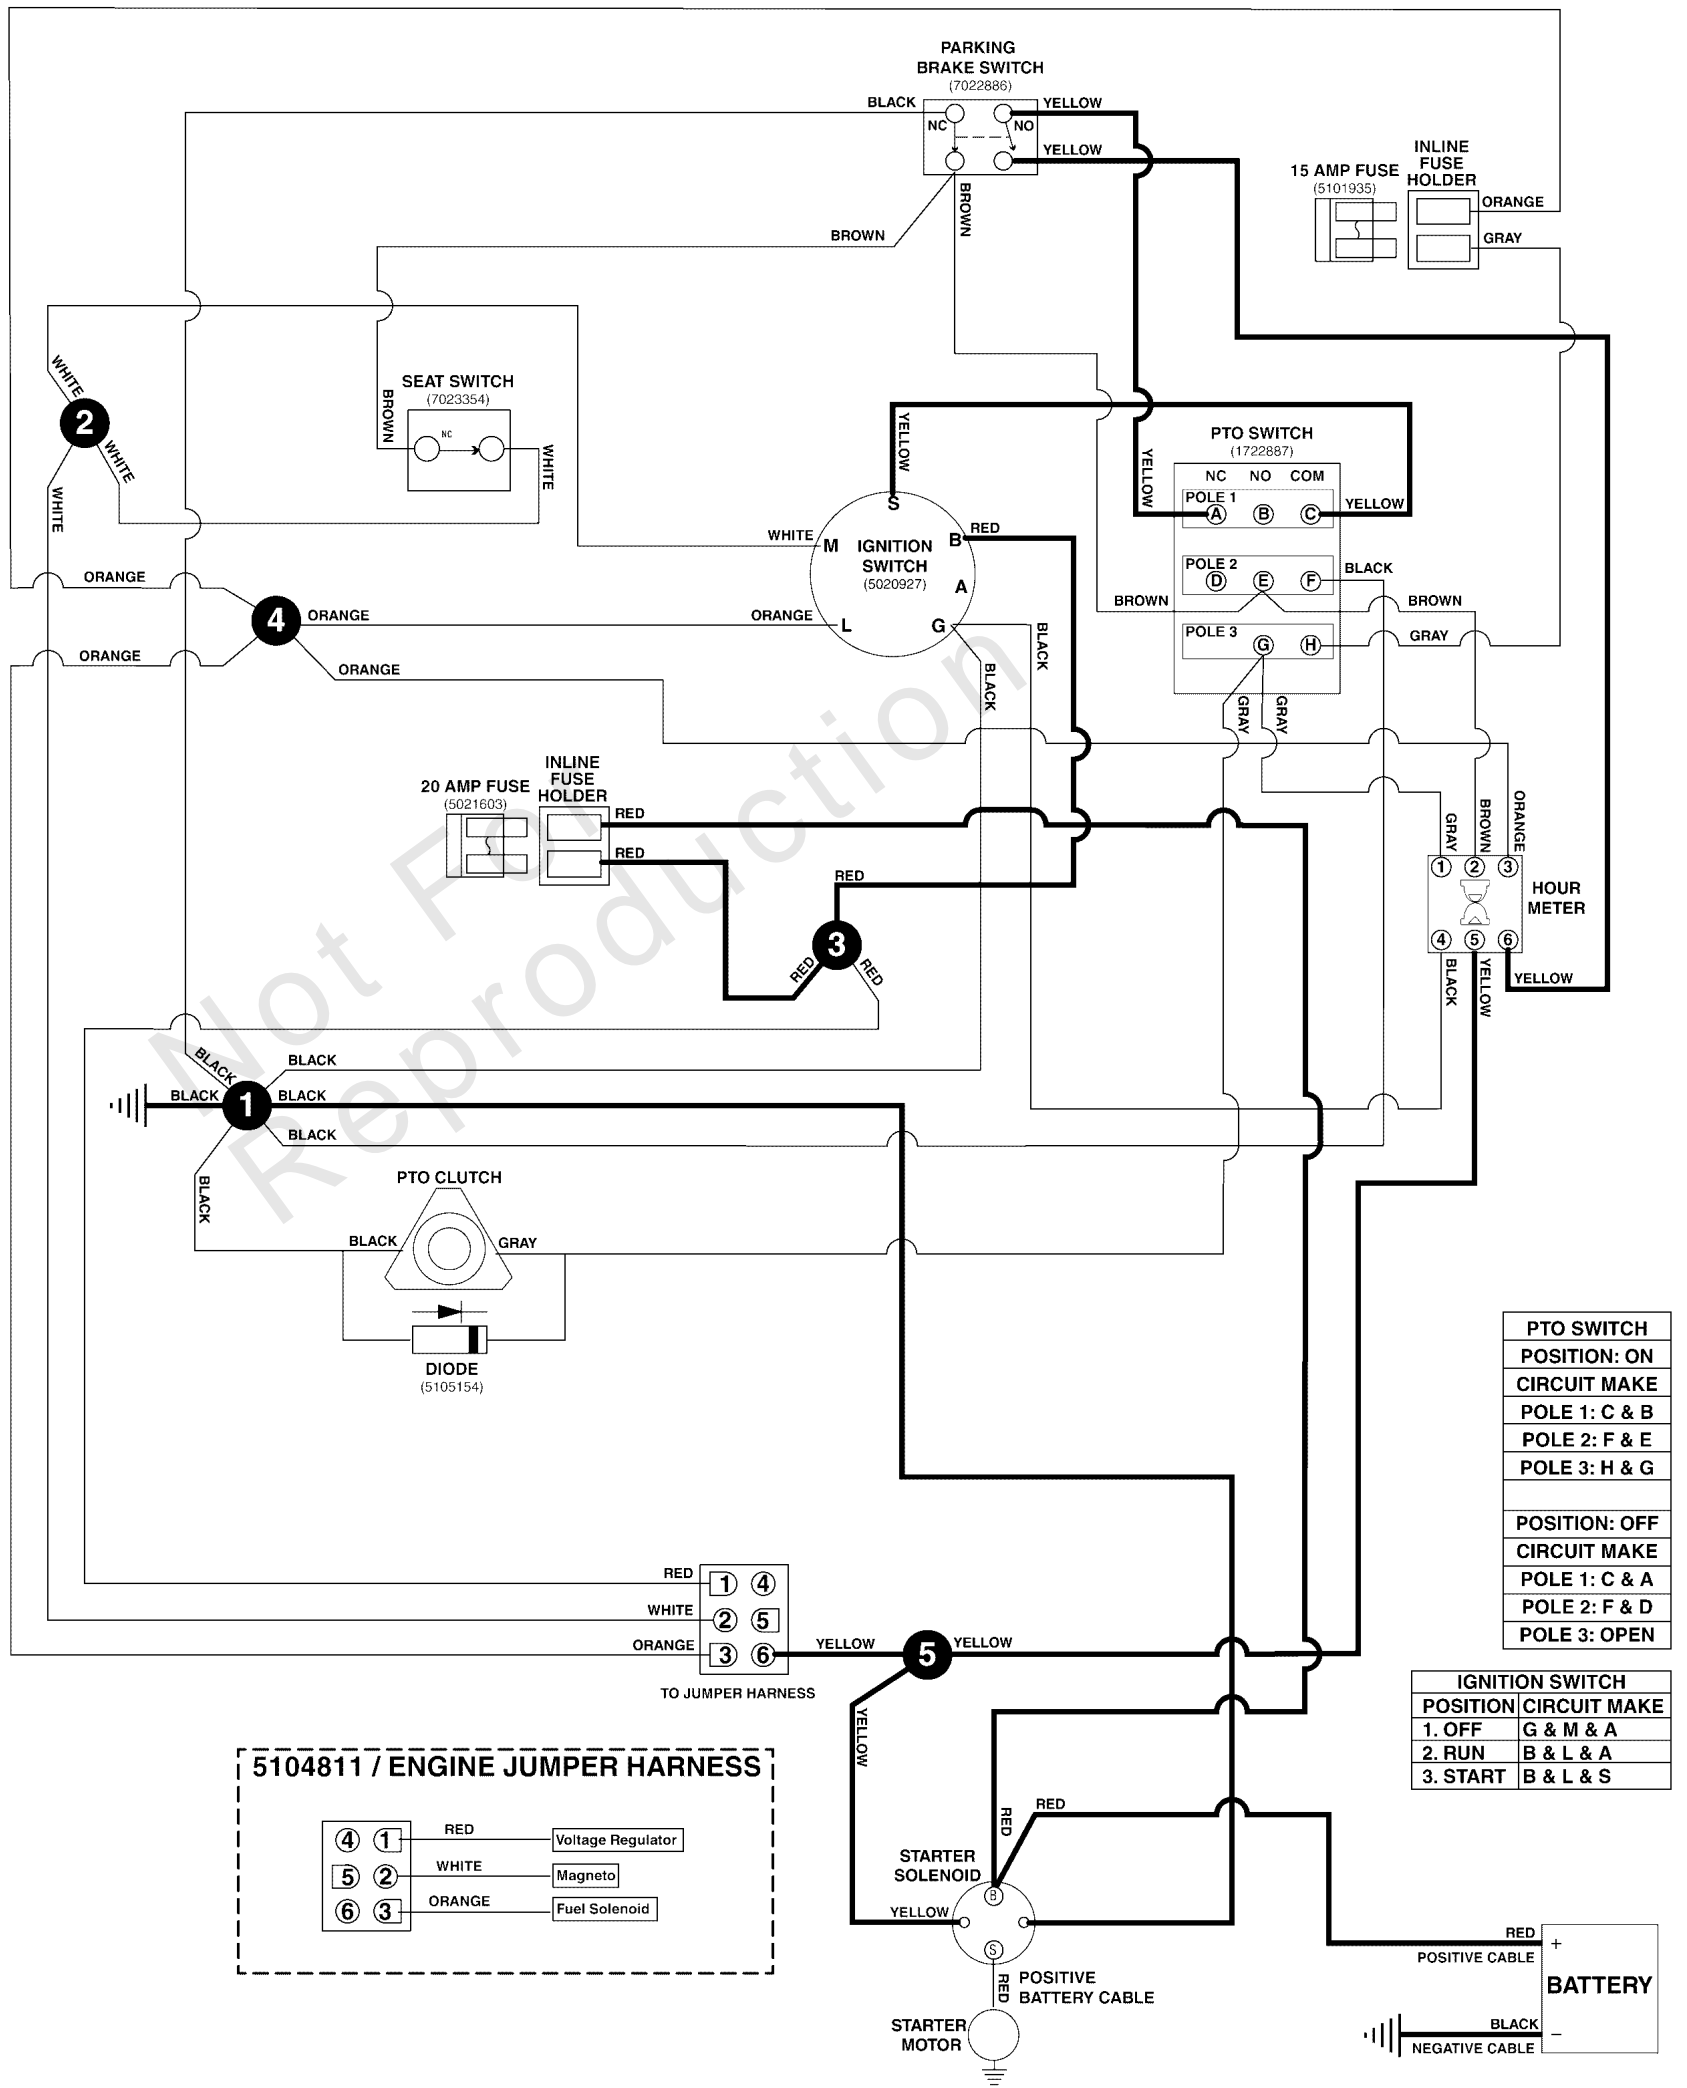 PARKING
BRAKE SWITCH
(7022886)
BLACK
NC
NO
YELLOW
YELLOW
BROWN
BROWN
15 AMP FUSE
(5101935)
INLINE
FUSE
HOLDER
ORANGE
GRAY
WHITE
2
WHITE
WHITE
SEAT SWITCH
(7023354)
NC
BROWN
WHITE
YELLOW
S
WHITE
M
IGNITION
SWITCH
(5020927)
B
RED
A
ORANGE
L
G
BLACK
BLACK
PTO SWITCH
(1722887)
NC NO COM
YELLOW
POLE 1
A B C
YELLOW
POLE 2
D E F
BLACK
BROWN
BROWN
POLE 3
G H
GRAY
GRAY
GRAY
ORANGE
4
ORANGE
ORANGE
ORANGE
20 AMP FUSE
(5021603)
INLINE
FUSE
HOLDER
RED
RED
RED
3
RED
RED
GRAY
BROWN
ORANGE
1 2 3
HOUR
METER
4 5 6
BLACK
YELLOW
YELLOW
Not For
Reproduction
BLACK
BLACK
BLACK
1
BLACK
BLACK
BLACK
PTO CLUTCH
BLACK
GRAY
DIODE
(5105154)
PTO SWITCH
POSITION: ON
CIRCUIT MAKE
POLE 1: C & B
POLE 2: F & E
POLE 3: H & G
POSITION: OFF
CIRCUIT MAKE
POLE 1: C & A
POLE 2: F & D
POLE 3: OPEN
RED
1 4
WHITE
2 5
ORANGE
3 6
YELLOW
5
YELLOW
TO JUMPER HARNESS
YELLOW
IGNITION SWITCH
POSITION CIRCUIT MAKE
1. OFF G & M & A
2. RUN B & L & A
3. START B & L & S
5104811 / ENGINE JUMPER HARNESS
4 1
RED
Voltage Regulator
5 2
WHITE
Magneto
6 3
ORANGE
Fuel Solenoid
RED
RED
STARTER
SOLENOID
B
YELLOW
S
RED
POSITIVE
BATTERY CABLE
STARTER
MOTOR
RED
POSITIVE CABLE
+
BATTERY
BLACK
−
NEGATIVE CABLE